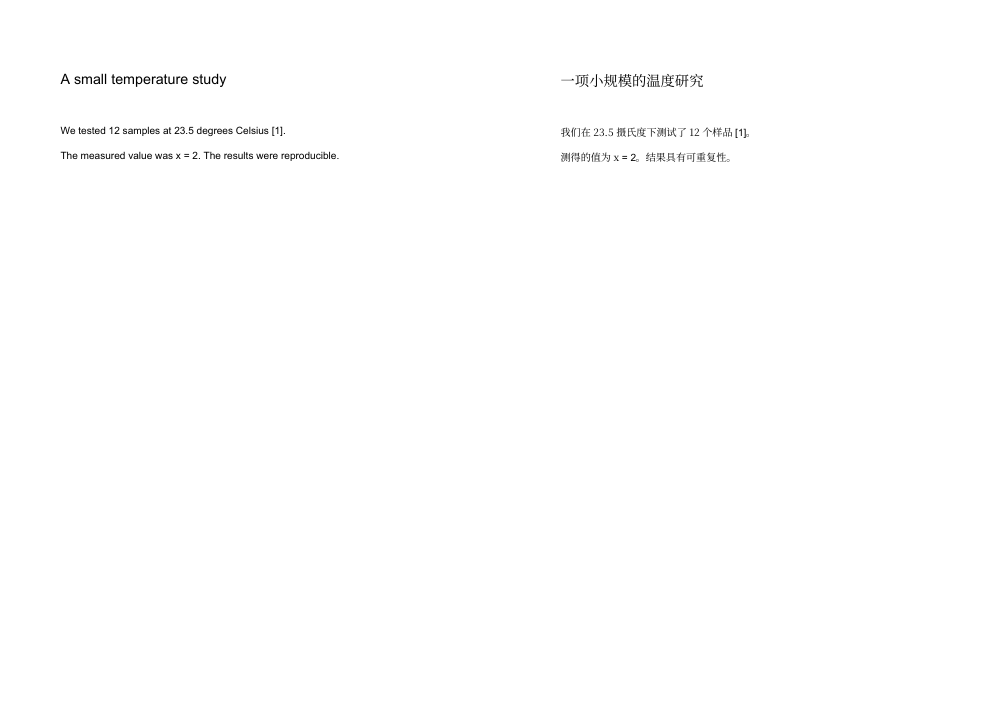 A small temperature study
We tested 12 samples at 23.5 degrees Celsius [1].
The measured value was x = 2. The results were reproducible.
一项小规模的温度研究
我们在 23.5 摄氏度下测试了 12 个样品 [1]。
测得的值为 x = 2。结果具有可重复性。